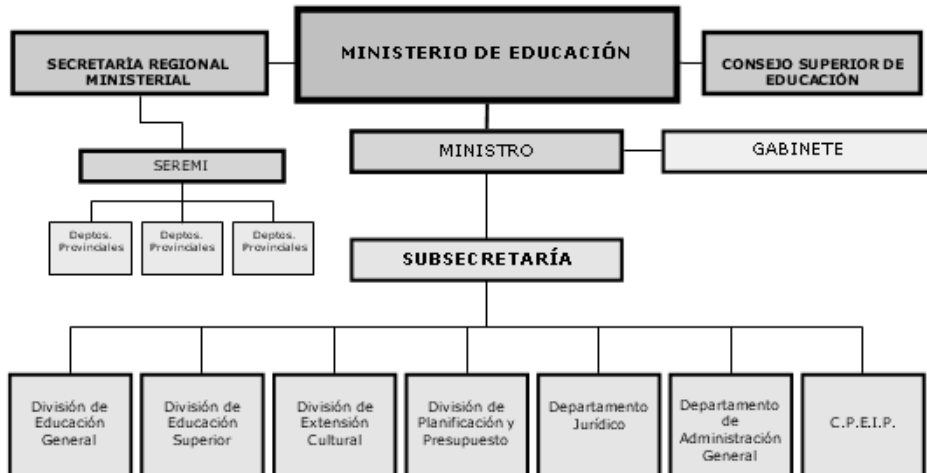 MINISTERIO DE EDUCACIÓN
SECRETARÌA REGIONAL
MINISTERIAL
CONSEJO SUPERIOR DE
EDUCACIÓN
MINISTRO
GABINETE
SEREMI
Deptos.
Provinciales
Deptos.
Provinciales
Deptos.
Provinciales
SUBSECRETARÍA
División de
Educación
General
División de
Educación
Superior
División de
Extensión
Cultural
División de
Planificación y
Presupuesto
Departamento
Jurídico
Departamento
de
Administración
General
C.P.E.I.P.